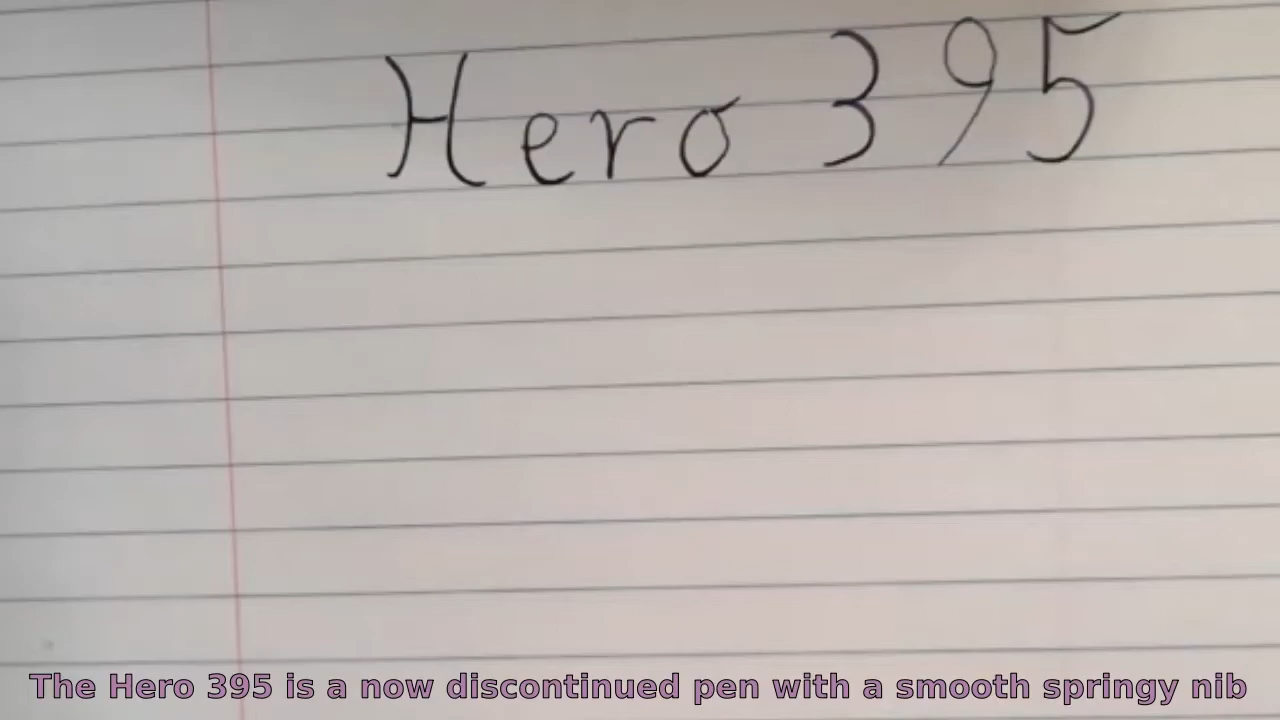 Hero 395
The Hero 395 is a now discontinued pen with a smooth springy nib